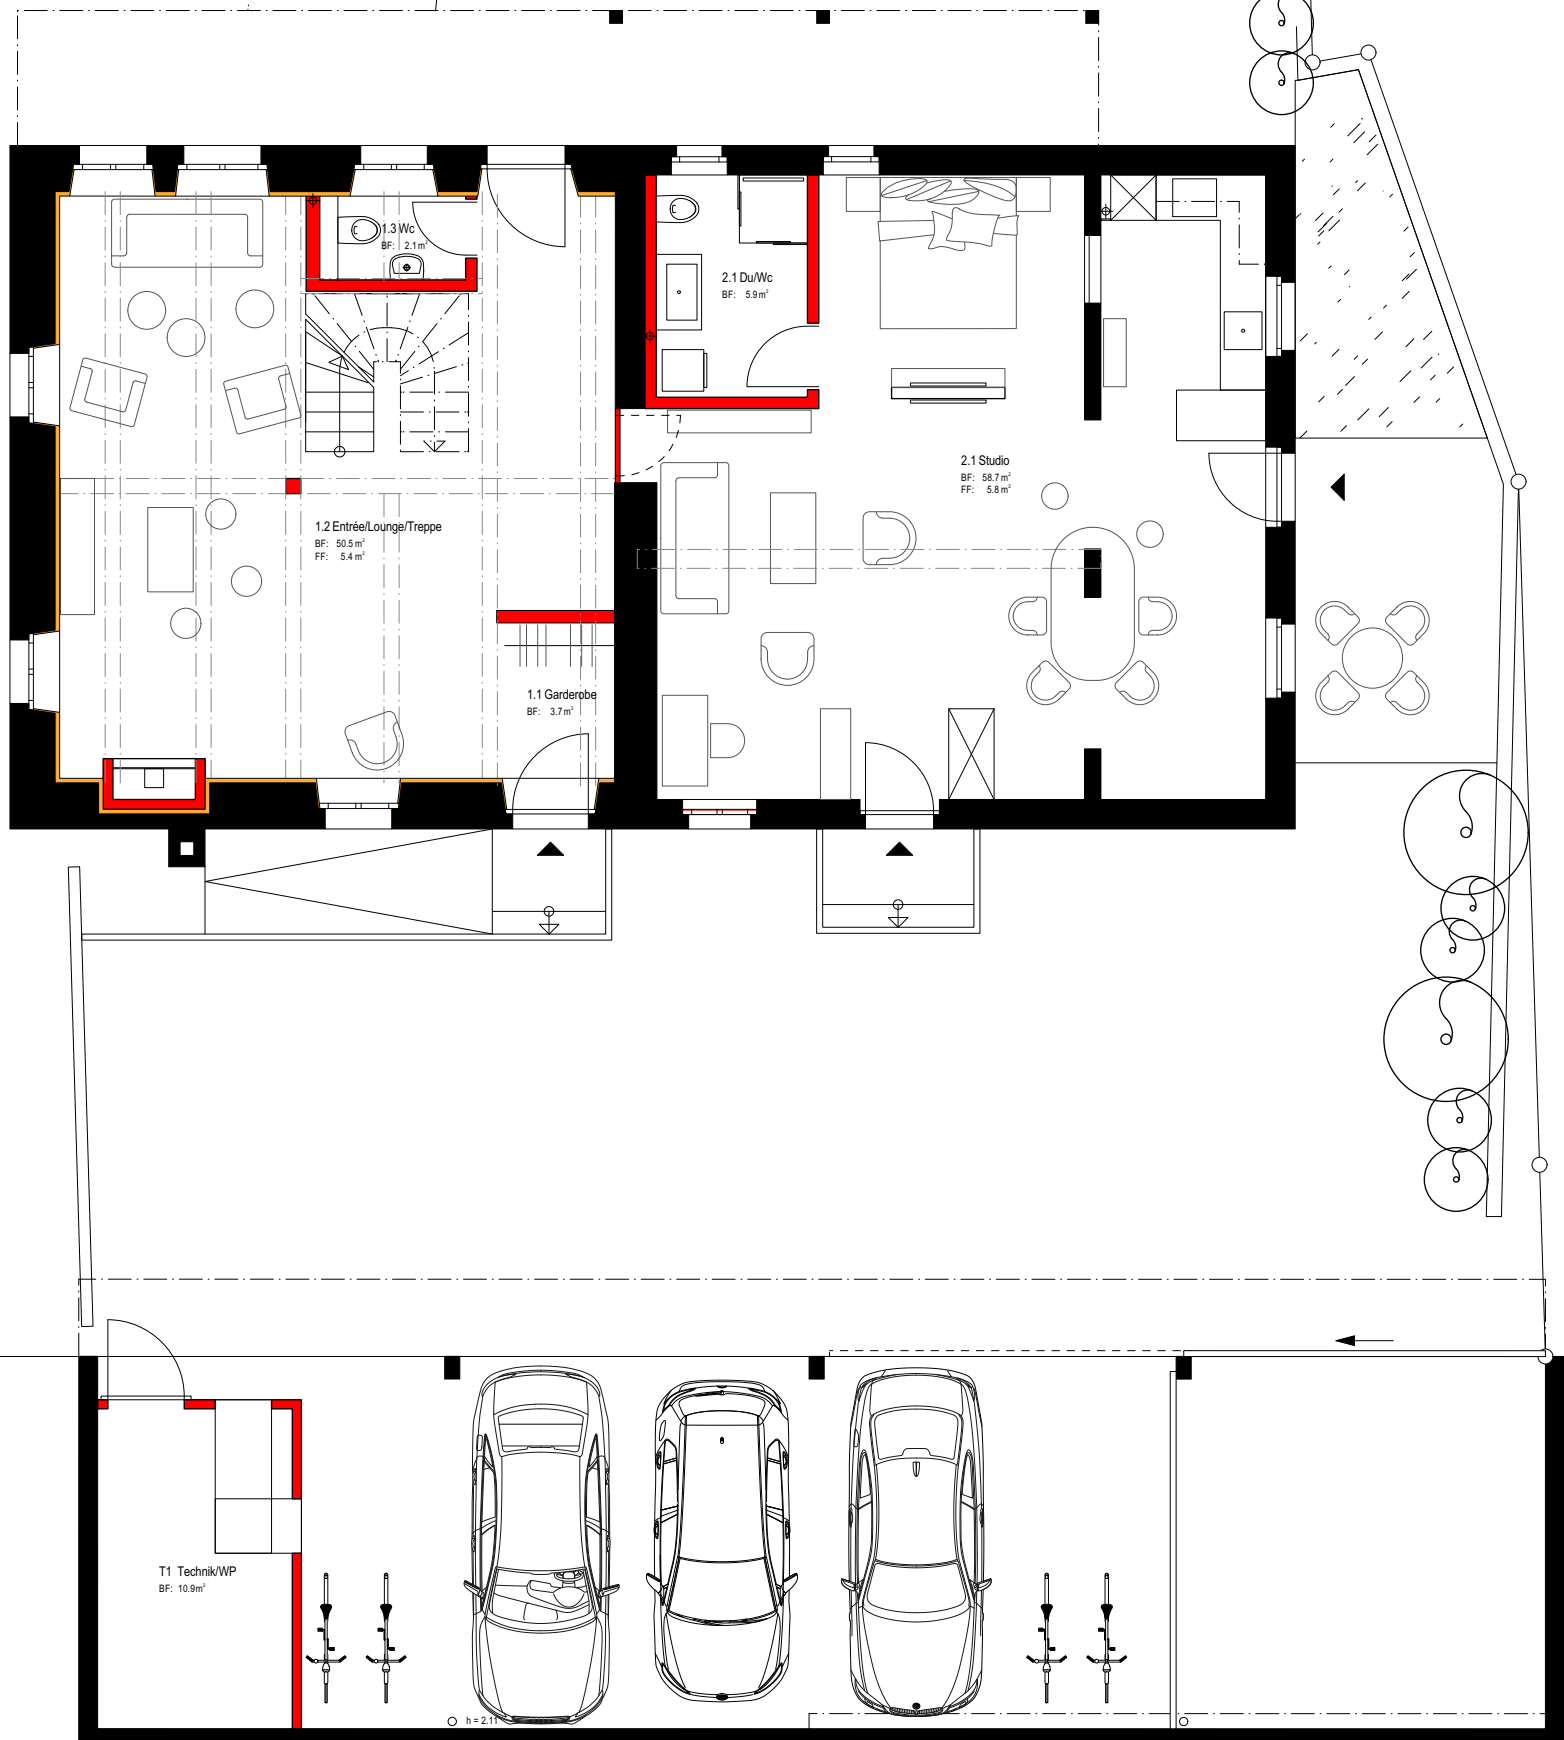 1.3 Wc
BF: 2.1 m²
2.1 Du/Wc
BF: 5.9 m²
2.1 Studio
BF: 58.7 m²
FF: 5.8 m²
1.2 Entrée/Lounge/Treppe
BF: 50.5 m²
FF: 5.4 m²
1.1 Garderobe
BF: 3.7 m²
T1 Technik/WP
BF: 10.9m²
h = 2.11